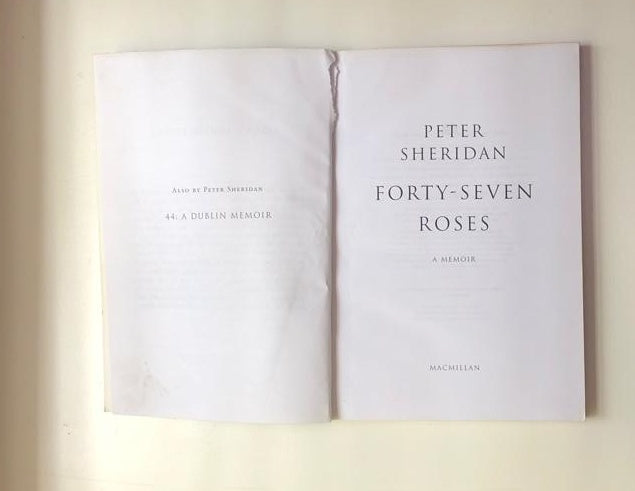 Also by Peter Sheridan
44: A DUBLIN MEMOIR
PETER
SHERIDAN
FORTY-SEVEN
ROSES
A MEMOIR
MACMILLAN